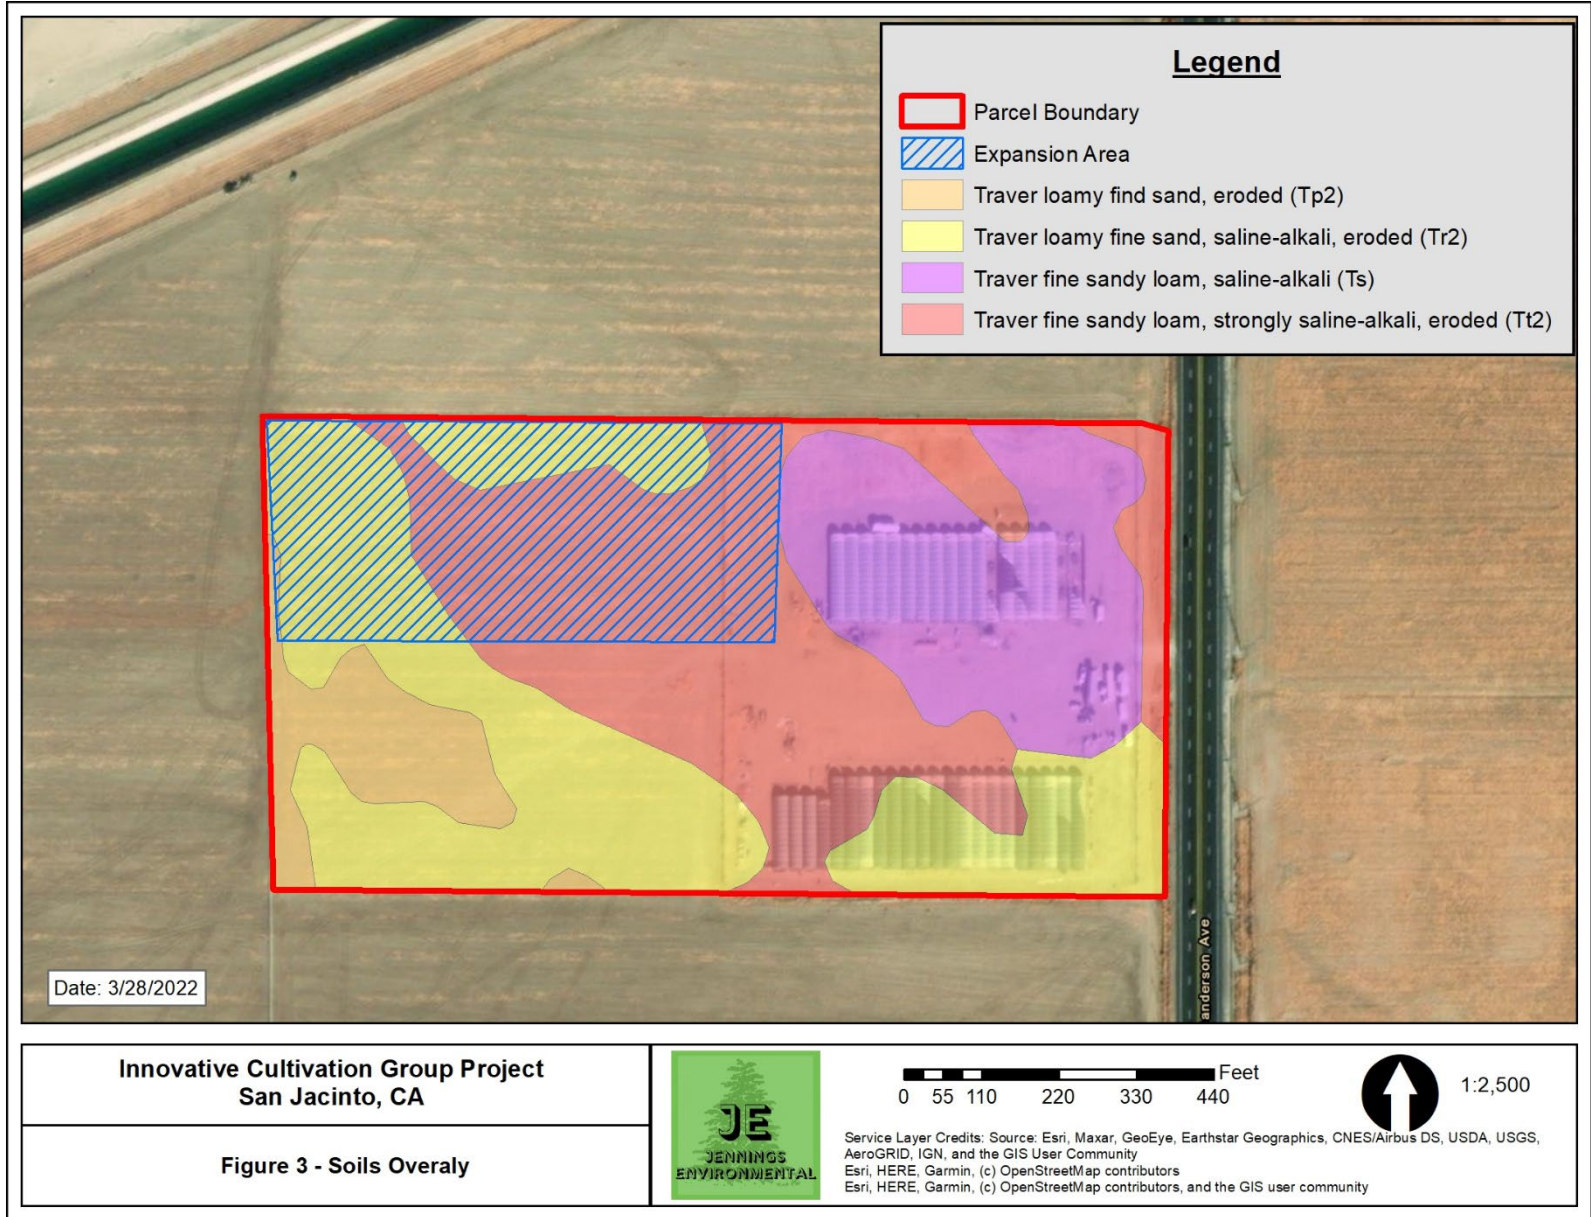 Legend
Parcel Boundary
Expansion Area
Traver loamy find sand, eroded (Tp2)
Traver loamy fine sand, saline-alkali, eroded (Tr2)
Traver fine sandy loam, saline-alkali (Ts)
Traver fine sandy loam, strongly saline-alkali, eroded (Tt2)
anderson Ave
Date: 3/28/2022
Innovative Cultivation Group Project
San Jacinto, CA
Figure 3 - Soils Overaly
JE
JENNINGS
ENVIRONMENTAL
Feet
0 55 110 220 330 440
1:2,500
Service Layer Credits: Source: Esri, Maxar, GeoEye, Earthstar Geographics, CNES/Airbus DS, USDA, USGS,
AeroGRID, IGN, and the GIS User Community
Esri, HERE, Garmin, (c) OpenStreetMap contributors
Esri, HERE, Garmin, (c) OpenStreetMap contributors, and the GIS user community